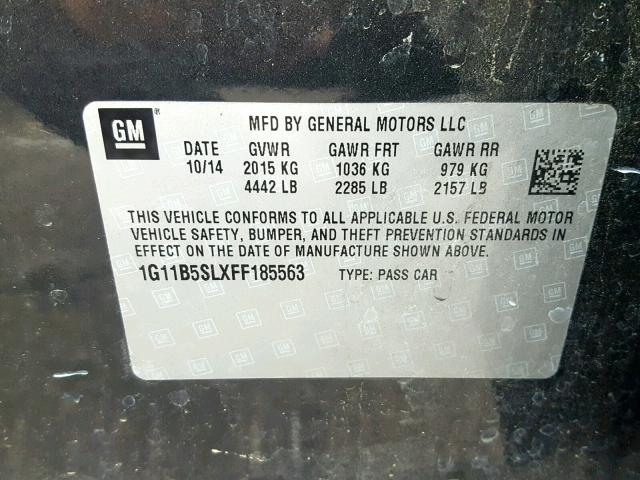 GM ® MFD BY GENERAL MOTORS LLC
DATE GVWR GAWR FRT GAWR RR
10/14 2015 KG 1036 KG 979 KG
4442 LB 2285 LB 2157 LB
THIS VEHICLE CONFORMS TO ALL APPLICABLE U.S. FEDERAL MOTOR
VEHICLE SAFETY, BUMPER, AND THEFT PREVENTION STANDARDS IN
EFFECT ON THE DATE OF MANUFACTURE SHOWN ABOVE.
1G11B5SLXFF185563 TYPE: PASS CAR